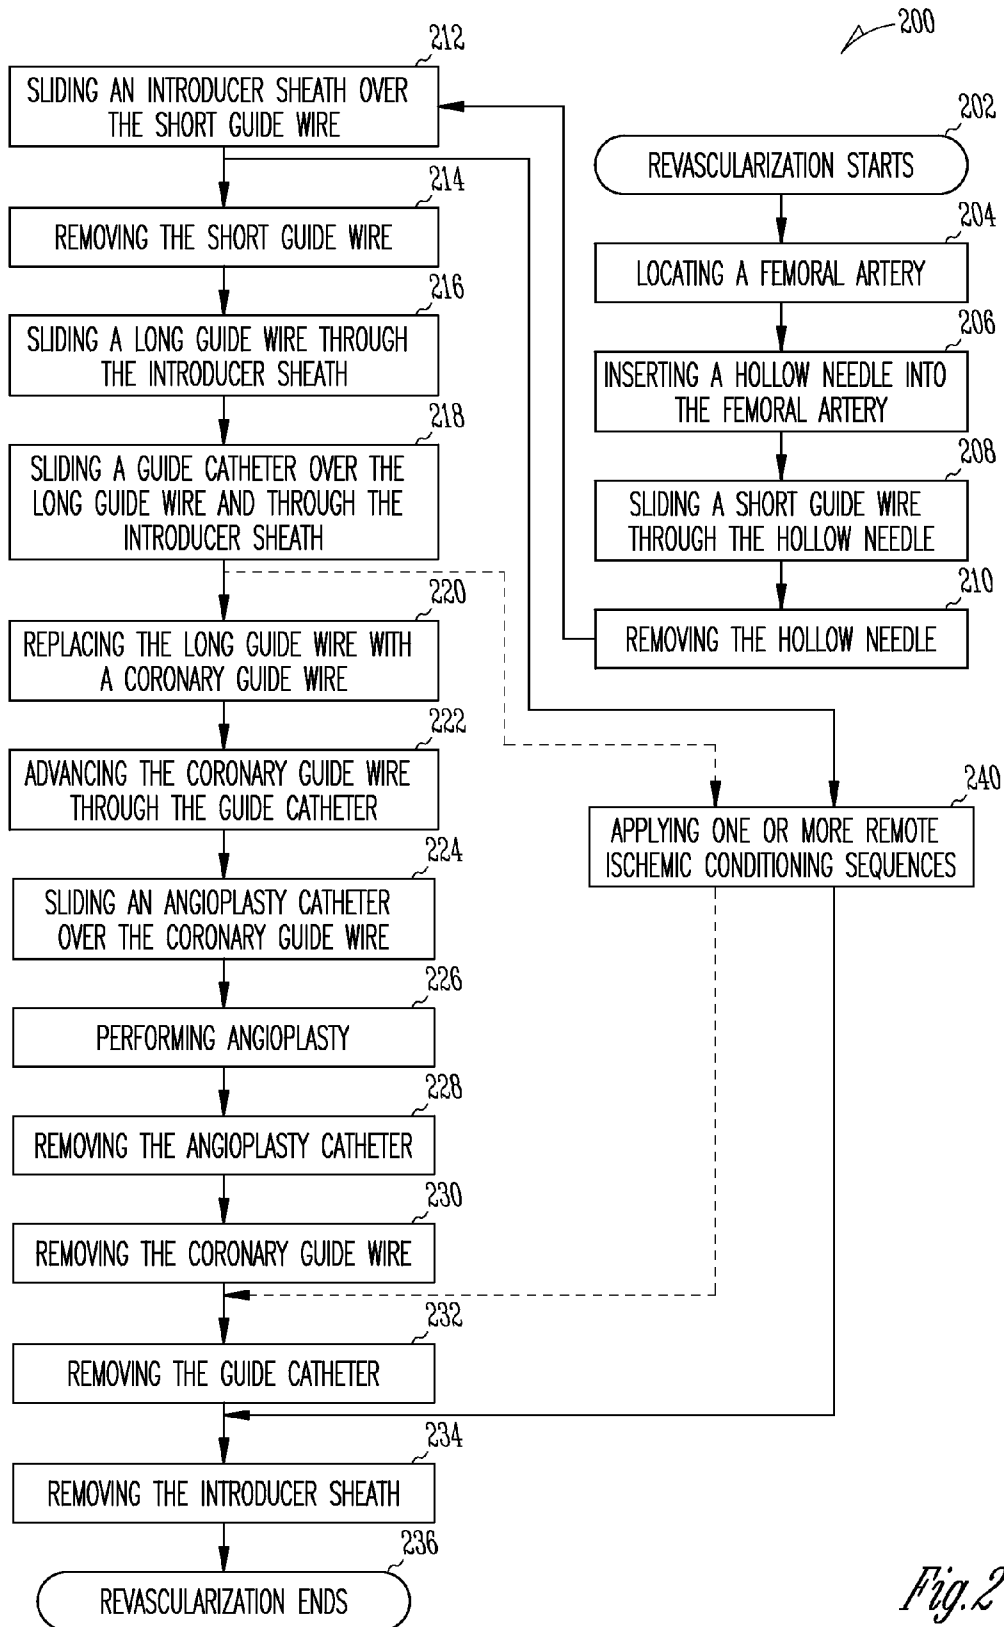 200
202
REVASCULARIZATION STARTS
204
LOCATING A FEMORAL ARTERY
206
INSERTING A HOLLOW NEEDLE INTO
THE FEMORAL ARTERY
208
SLIDING A SHORT GUIDE WIRE
THROUGH THE HOLLOW NEEDLE
210
REMOVING THE HOLLOW NEEDLE
212
SLIDING AN INTRODUCER SHEATH OVER
THE SHORT GUIDE WIRE
214
REMOVING THE SHORT GUIDE WIRE
216
SLIDING A LONG GUIDE WIRE THROUGH
THE INTRODUCER SHEATH
218
SLIDING A GUIDE CATHETER OVER THE
LONG GUIDE WIRE AND THROUGH THE
INTRODUCER SHEATH
220
REPLACING THE LONG GUIDE WIRE WITH
A CORONARY GUIDE WIRE
222
ADVANCING THE CORONARY GUIDE WIRE
THROUGH THE GUIDE CATHETER
224
SLIDING AN ANGIOPLASTY CATHETER
OVER THE CORONARY GUIDE WIRE
226
PERFORMING ANGIOPLASTY
228
REMOVING THE ANGIOPLASTY CATHETER
230
REMOVING THE CORONARY GUIDE WIRE
232
REMOVING THE GUIDE CATHETER
234
REMOVING THE INTRODUCER SHEATH
236
REVASCULARIZATION ENDS
240
APPLYING ONE OR MORE REMOTE
ISCHEMIC CONDITIONING SEQUENCES
Fig.2